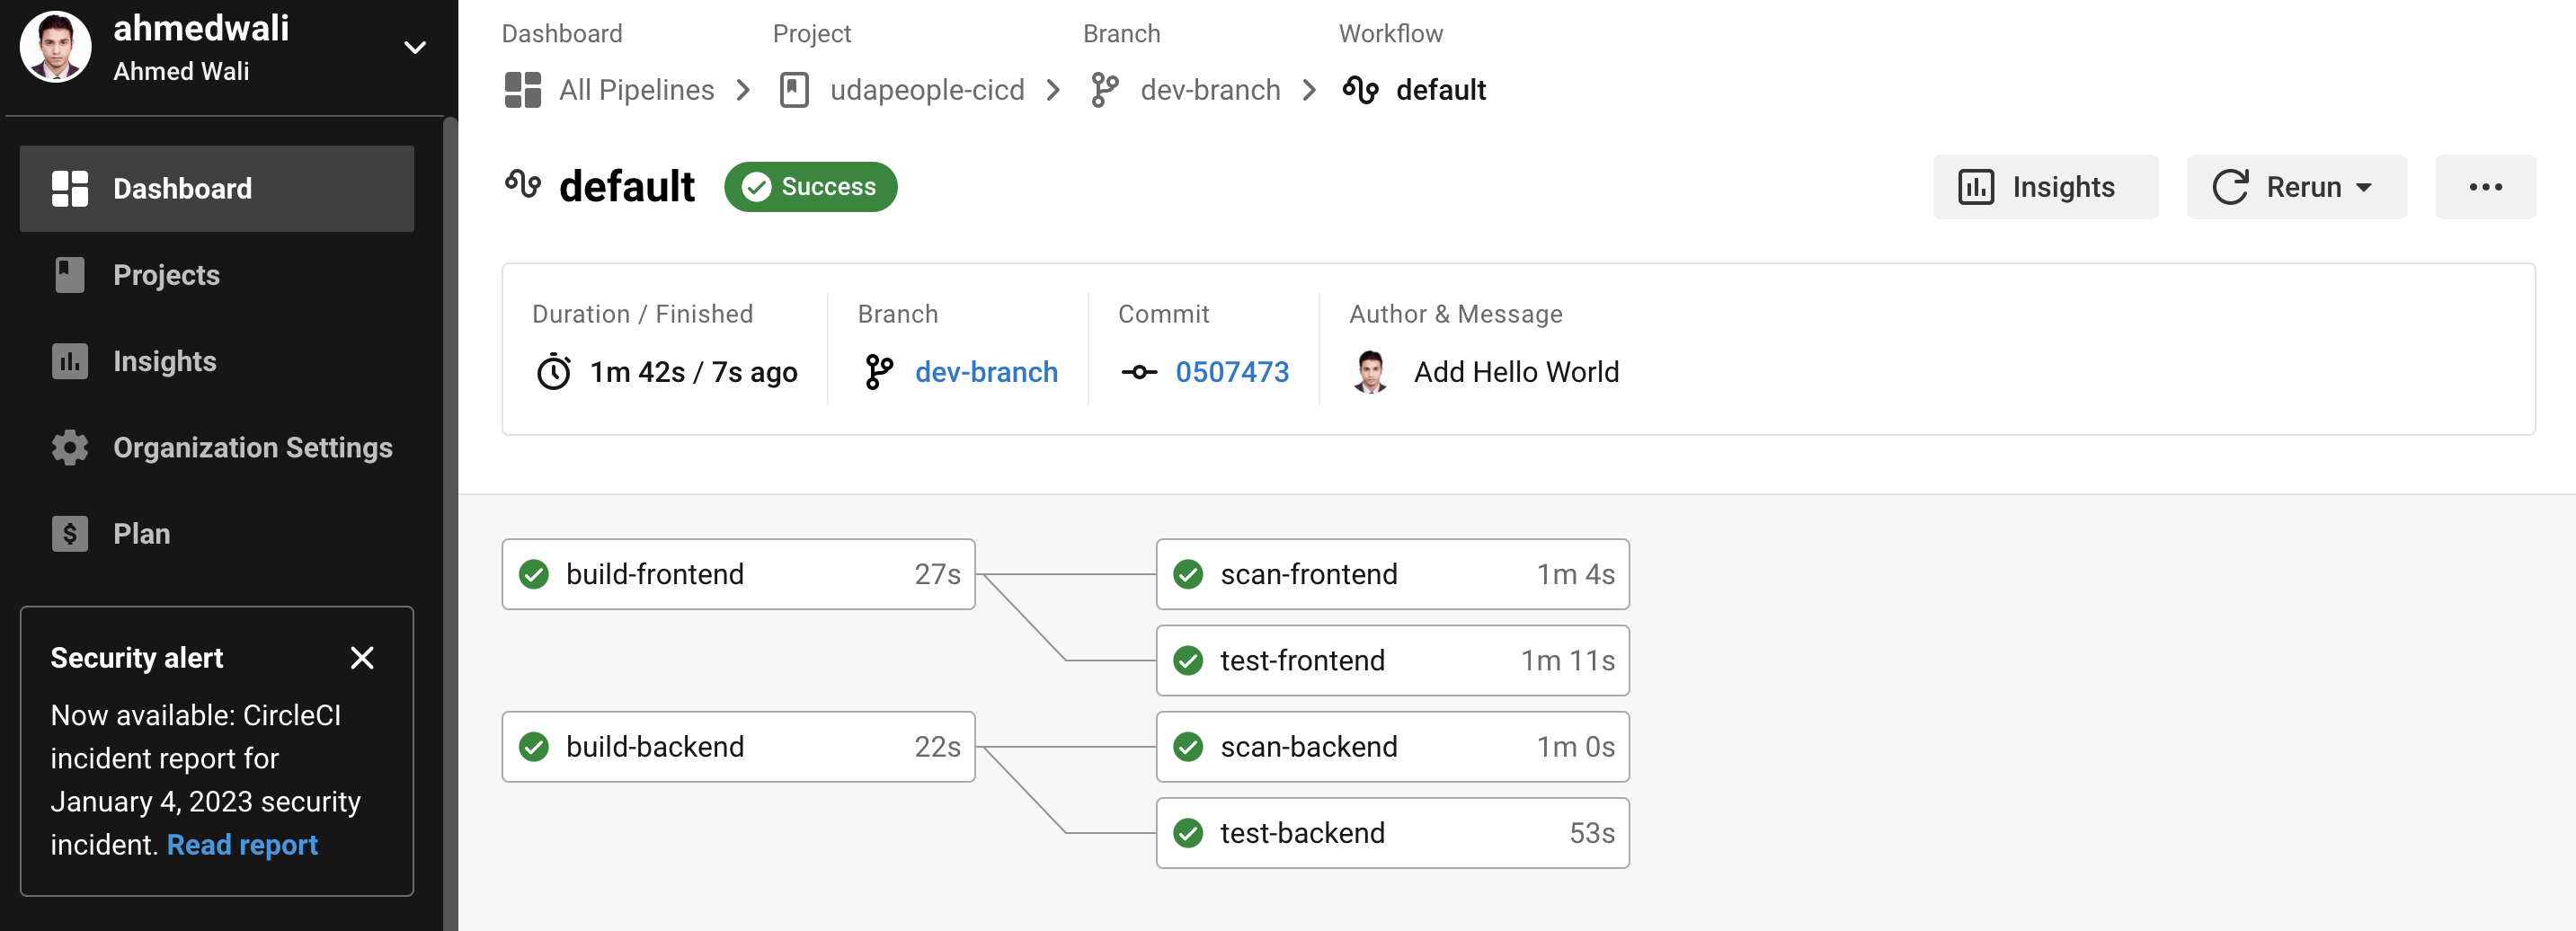 ahmedwali
Ahmed Wali
Dashboard
Projects
Insights
Organization Settings
Plan
Security alert
Now available: CircleCI
incident report for
January 4, 2023 security
incident. Read report
Dashboard Project Branch Workflow
All Pipelines udapeople-cicd dev-branch default
default Success Insights Rerun
Duration / Finished Branch Commit Author & Message
1m 42s / 7s ago dev-branch 0507473 Add Hello World
build-frontend 27s scan-frontend 1m 4s
test-frontend 1m 11s
build-backend 22s scan-backend 1m 0s
test-backend 53s